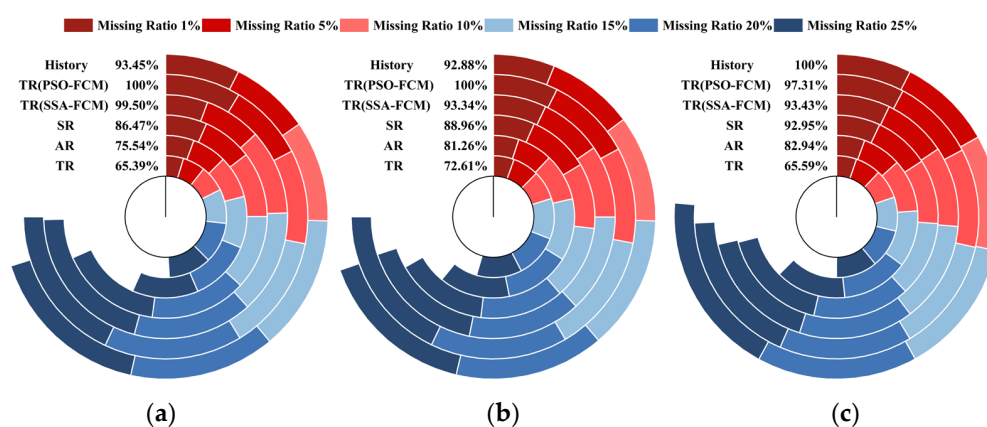 Missing Ratio 1% Missing Ratio 5% Missing Ratio 10% Missing Ratio 15% Missing Ratio 20% Missing Ratio 25%
History 93.45%
TR(PSO-FCM) 100%
TR(SSA-FCM) 99.50%
SR 86.47%
AR 75.54%
TR 65.39%
(a)
History 92.88%
TR(PSO-FCM) 100%
TR(SSA-FCM) 93.34%
SR 88.96%
AR 81.26%
TR 72.61%
(b)
History 100%
TR(PSO-FCM) 97.31%
TR(SSA-FCM) 93.43%
SR 92.95%
AR 82.94%
TR 65.59%
(c)